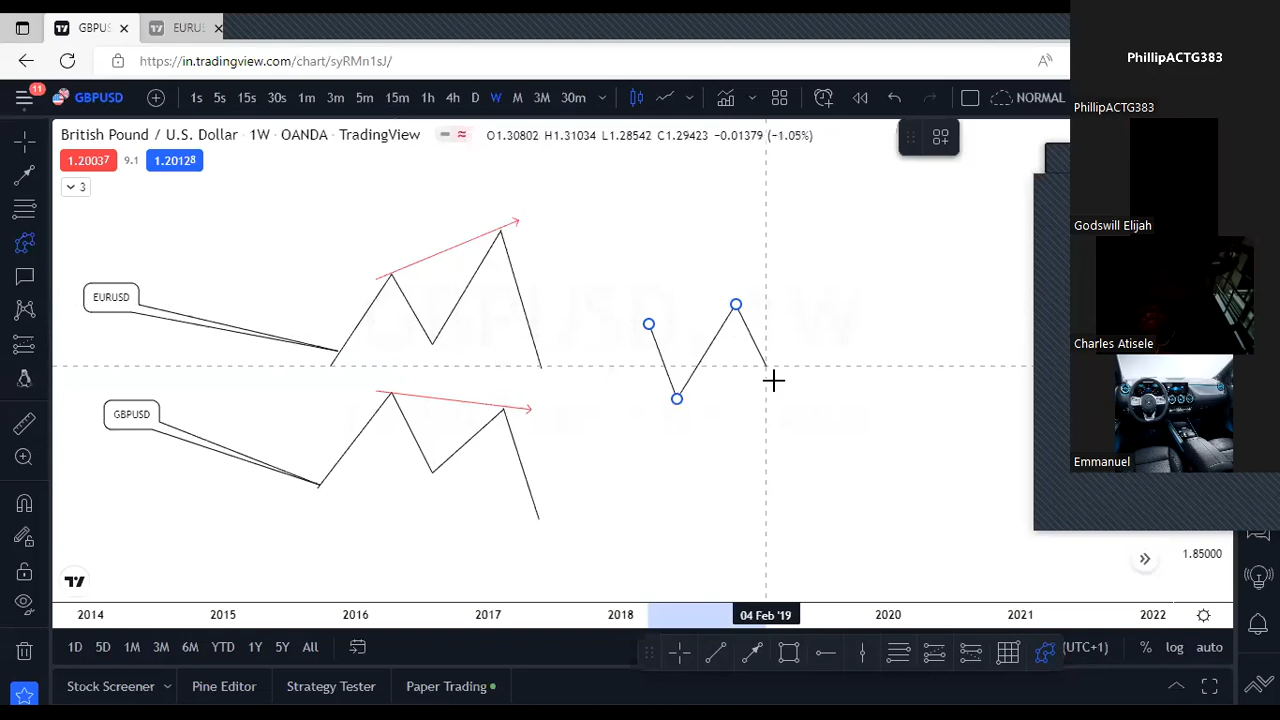 GBPUS
EURUS
https://in.tradingview.com/chart/syRMn1sJ/
11
GBPUSD
1s 5s 15s 30s 1m 3m 5m 15m 1h 4h D W M 3M 30m
NORMAL
PhillipACTG383
PhillipACTG383
British Pound / U.S. Dollar · 1W · OANDA · TradingView
O1.30802 H1.31034 L1.28542 C1.29423 −0.01379 (−1.05%)
1.20037 9.1 1.20128
3
Godswill Elijah
EURUSD
GBPUSD, 1W
Charles Atisele
GBPUSD
Emmanuel
1.85000
2014 2015 2016 2017 2018 04 Feb '19 2020 2021 2022
1D 5D 1M 3M 6M YTD 1Y 5Y All
(UTC+1) % log auto
Stock Screener Pine Editor Strategy Tester Paper Trading